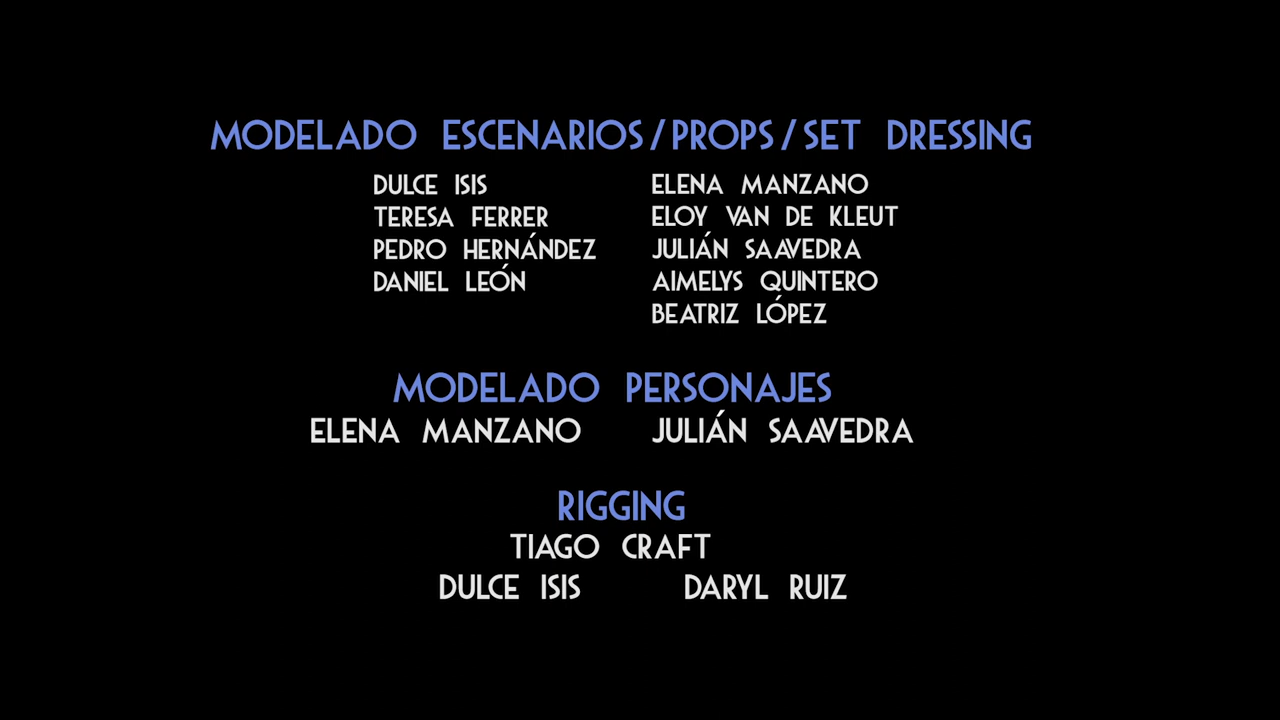 MODELADO ESCENARIOS/PROPS/SET DRESSING
DULCE ISIS
TERESA FERRER
PEDRO HERNÁNDEZ
DANIEL LEÓN
ELENA MANZANO
ELOY VAN DE KLEUT
JULIÁN SAAVEDRA
AIMELYS QUINTERO
BEATRIZ LÓPEZ
MODELADO PERSONAJES
ELENA MANZANO JULIÁN SAAVEDRA
RIGGING
TIAGO CRAFT
DULCE ISIS DARYL RUIZ